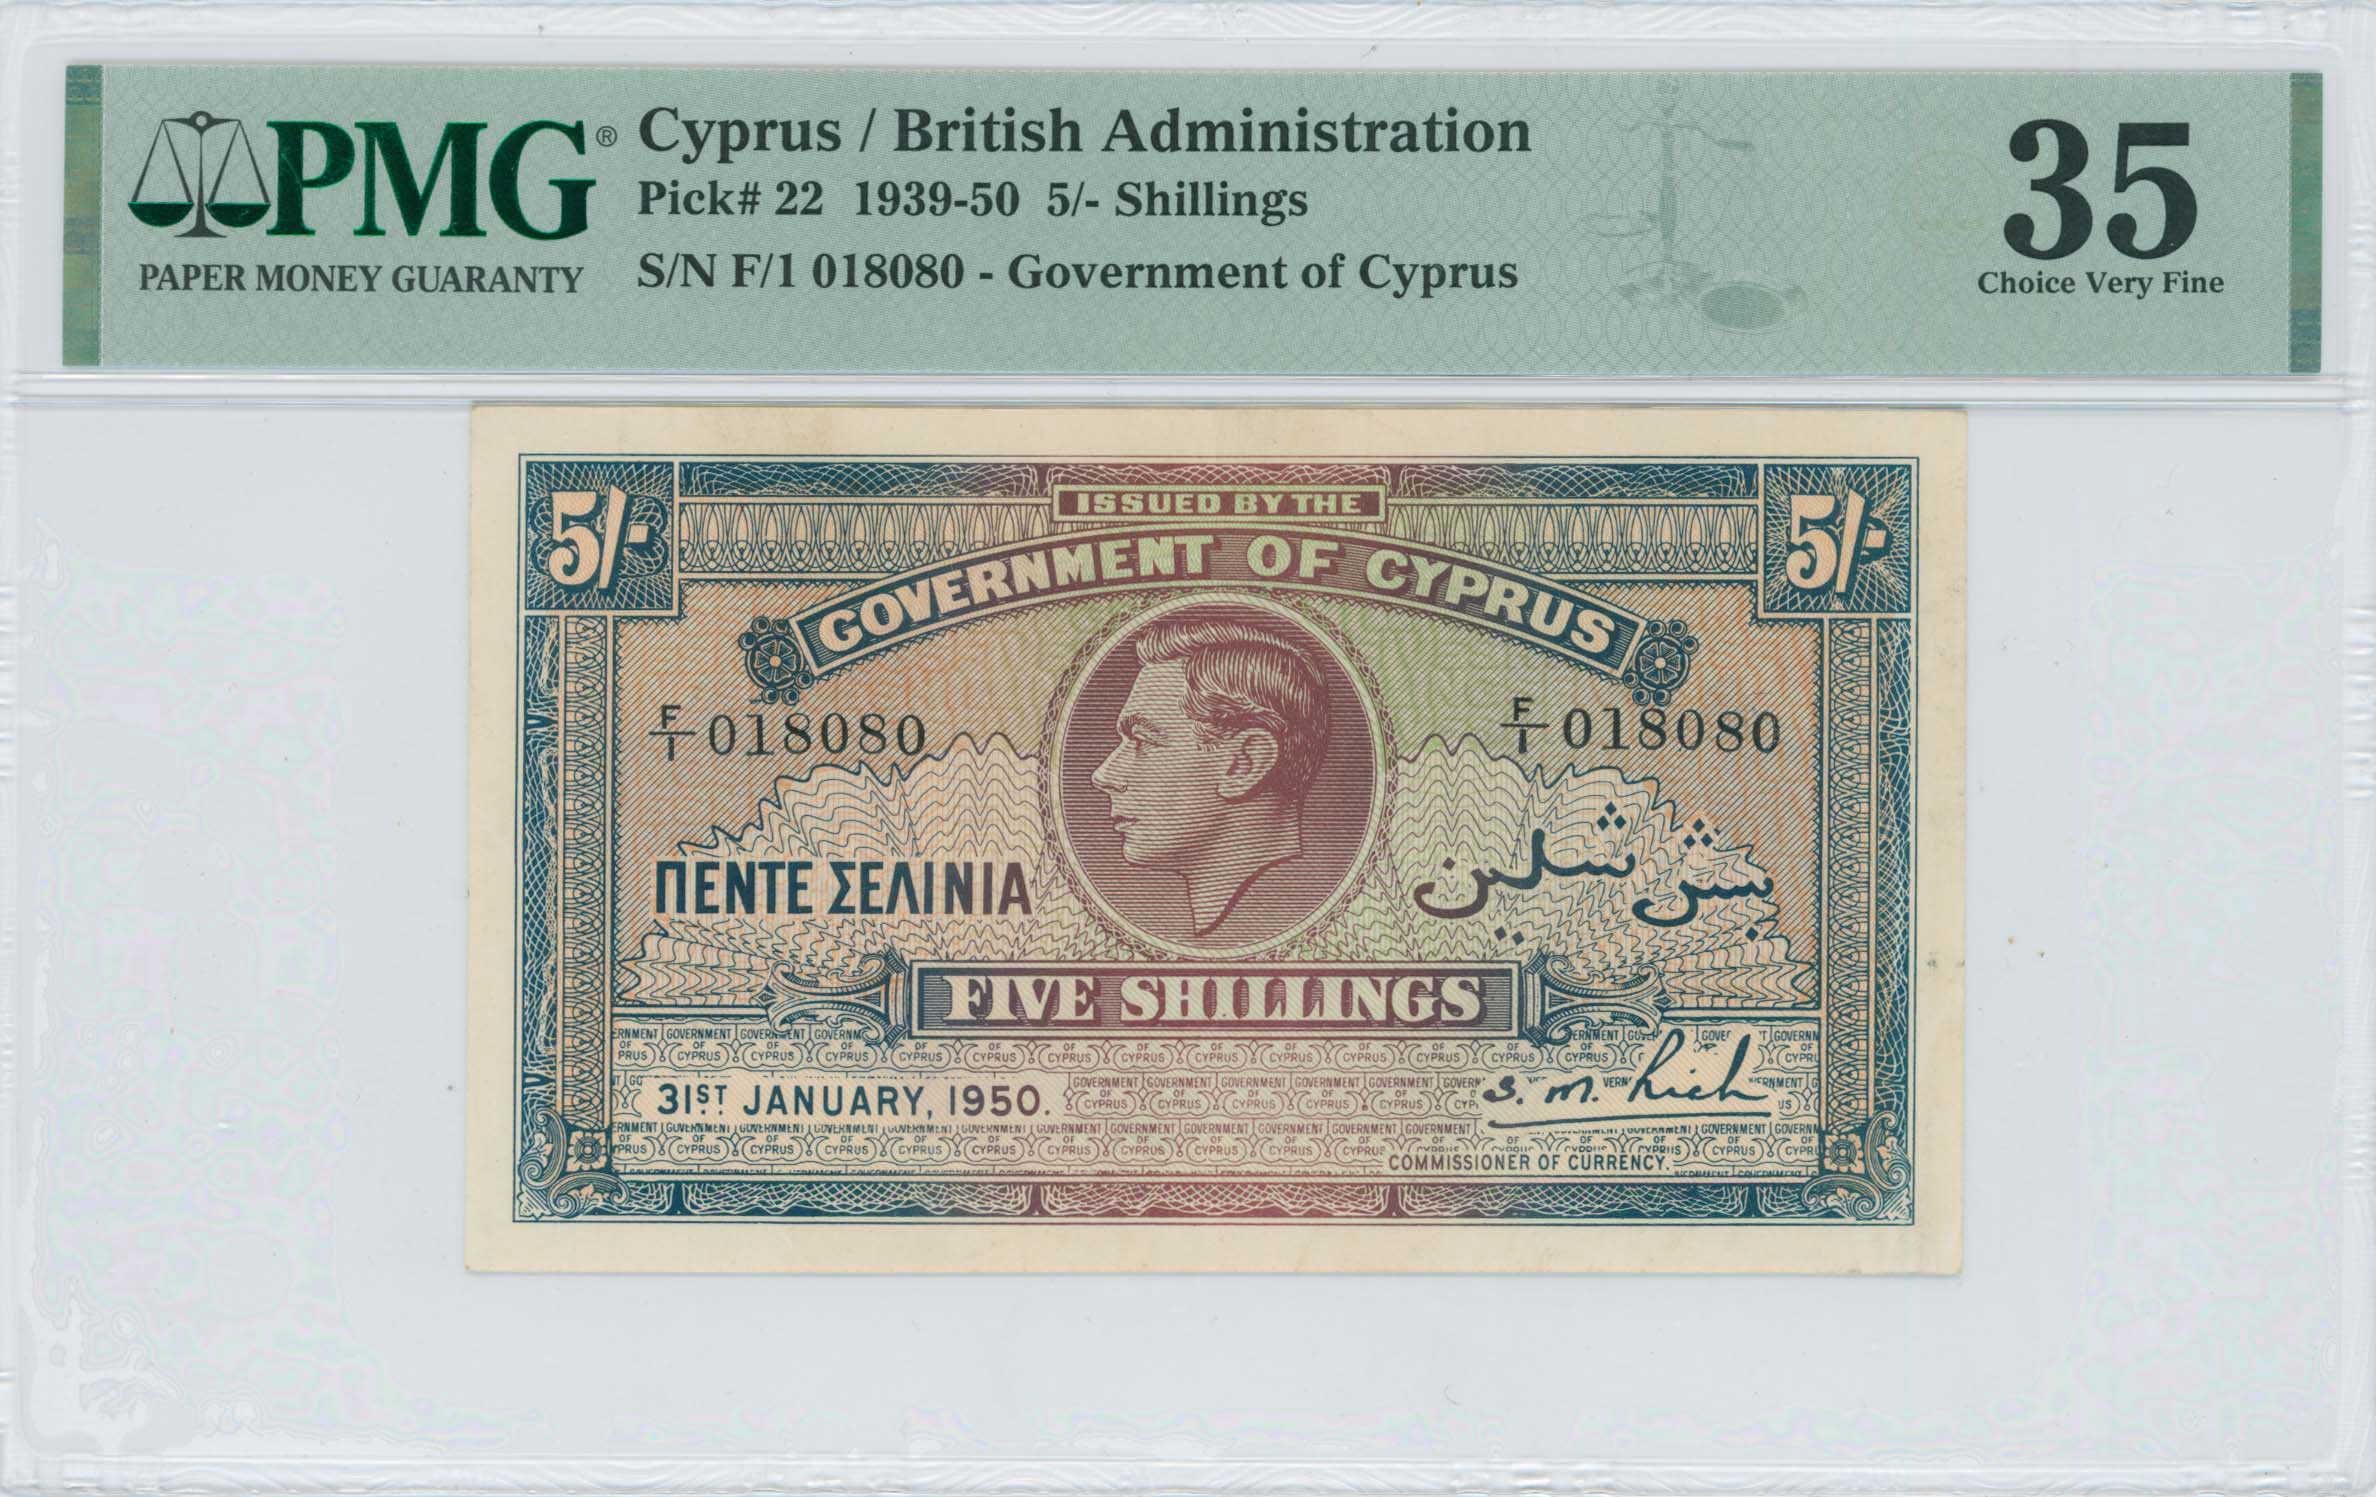 PMG®
PAPER MONEY GUARANTY
Cyprus / British Administration
Pick# 22 1939-50 5/- Shillings
S/N F/1 018080 - Government of Cyprus
35
Choice Very Fine
5/-
ISSUED BY THE
5/-
GOVERNMENT OF CYPRUS
F/1 018080
F/1 018080
ΠΕΝΤΕ ΣΕΛΙΝΙΑ
بش شلين
FIVE SHILLINGS
31ST JANUARY, 1950.
S. M. Rich
COMMISSIONER OF CURRENCY.